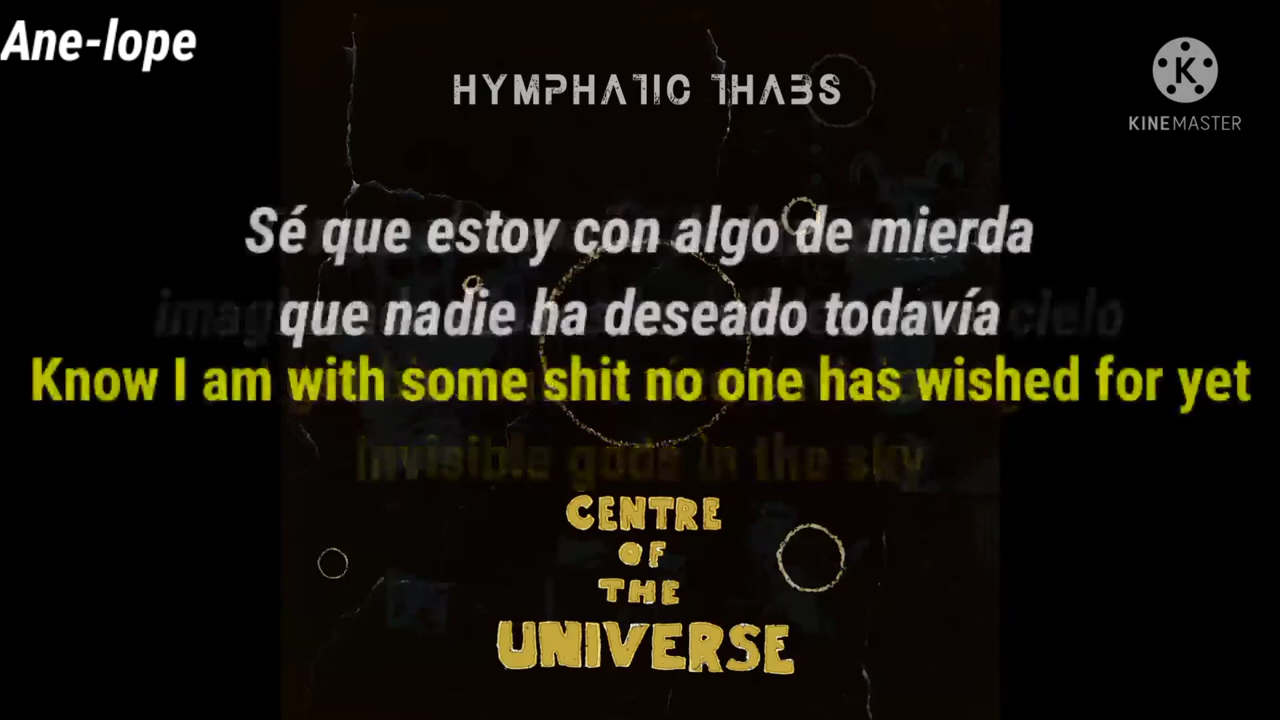 Ane-lope
HYMPHATIC THABS
KINEMASTER
Sé que estoy con algo de mierda
que nadie ha deseado todavía
cielo
Know I am with some shit no one has wished for yet
invisible gods in the sky
CENTRE
OF
THE
UNIVERSE